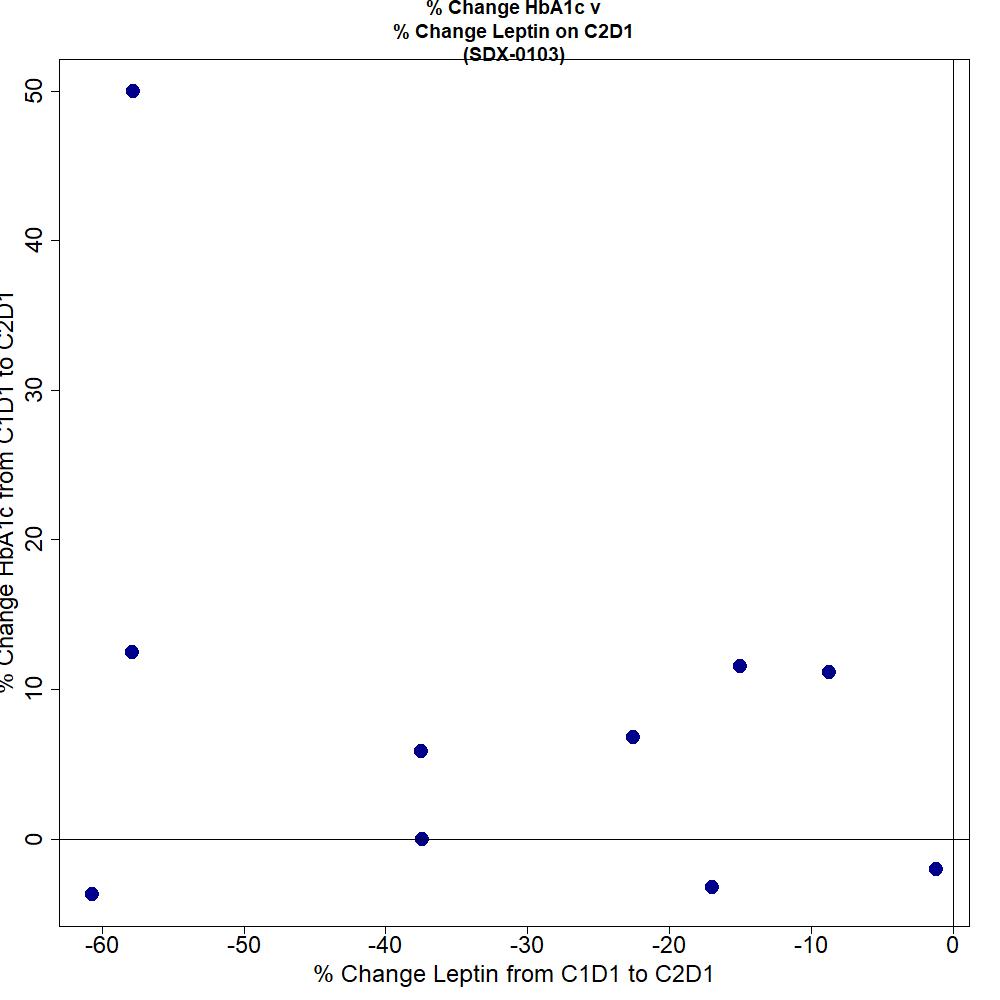 % Change HbA1c v
% Change Leptin on C2D1
(SDX-0103)
50
40
30
20
10
0
% Change HbA1c from C1D1 to C2D1
-60 -50 -40 -30 -20 -10 0
% Change Leptin from C1D1 to C2D1